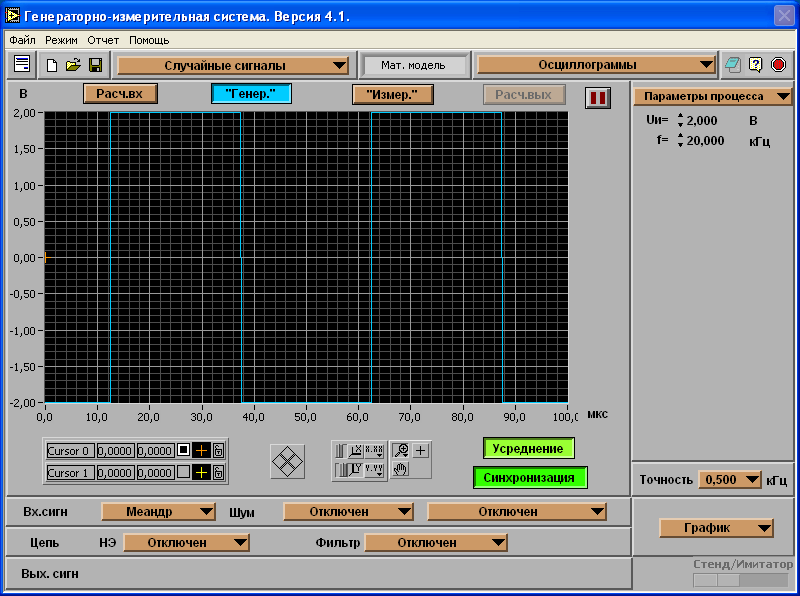 Генераторно-измерительная система. Версия 4.1.
Файл Режим Отчет Помощь
Случайные сигналы Мат. модель Осциллограммы
В Расч.вх "Генер." "Измер." Расч.вых Параметры процесса
2,00 Uи= 2,000 В
1,50 f= 20,000 кГц
1,00
0,50
0,00
-0,50
-1,00
-1,50
-2,00
0,0 10,0 20,0 30,0 40,0 50,0 60,0 70,0 80,0 90,0 100,0 мкс
Cursor 0 0,0000 0,0000 X X.XX Усреднение
Cursor 1 0,0000 0,0000 Y Y.YY Синхронизация Точность 0,500 кГц
Вх.сигн Меандр Шум Отключен Отключен
График
Цепь НЭ Отключен Фильтр Отключен
Стенд/Имитатор
Вых. сигн